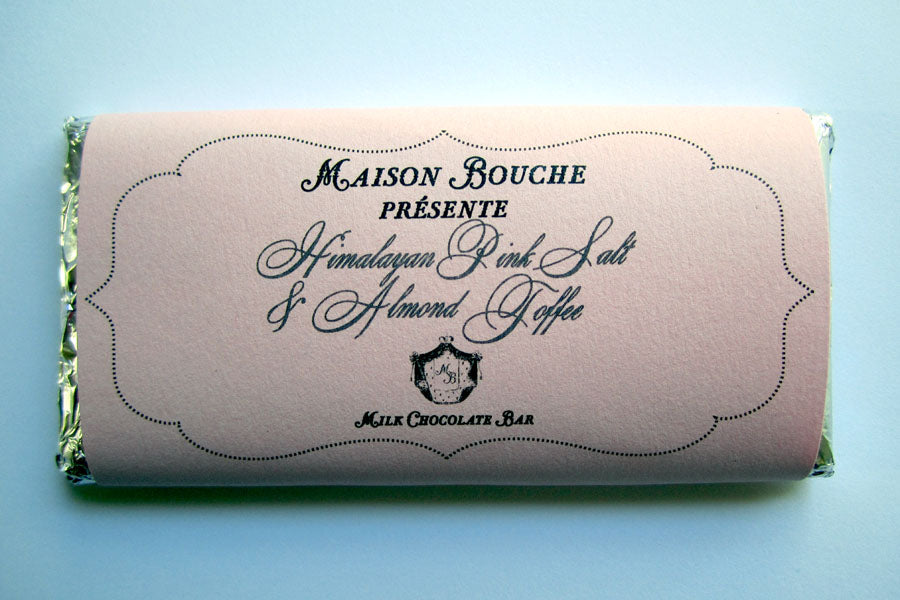 Maison Bouche
présente
Himalayan Pink Salt
& Almond Toffee
MB
Milk Chocolate Bar